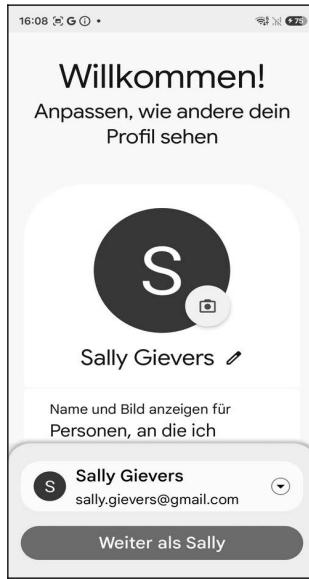 16:08 G
75
Willkommen!
Anpassen, wie andere dein
Profil sehen
S
Sally Gievers
Name und Bild anzeigen für
Personen, an die ich
S
Sally Gievers
sally.gievers@gmail.com
Weiter als Sally